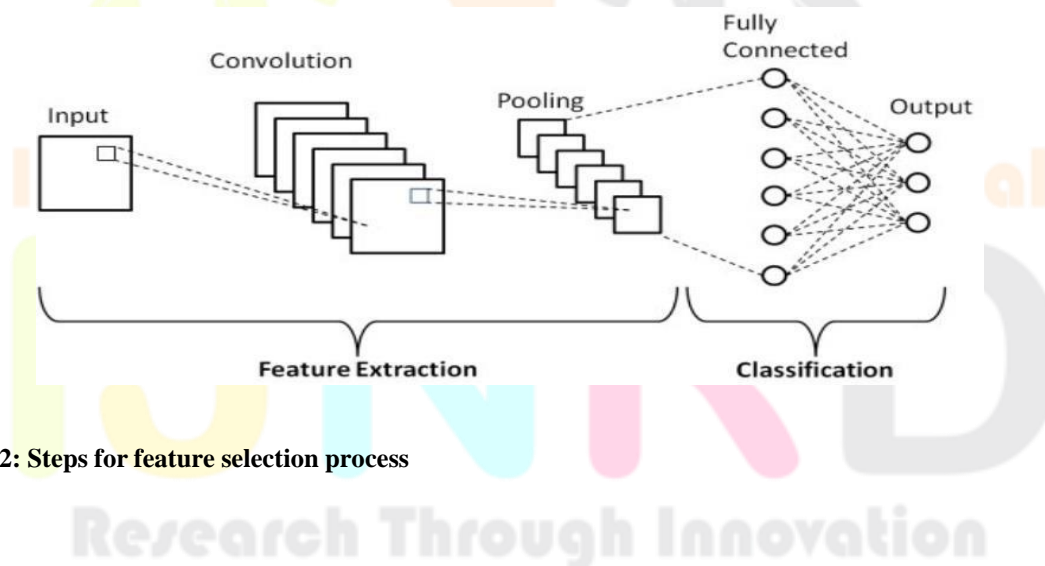 Fully
Connected
Convolution
Pooling
Output
Input
Feature Extraction
Classification
2: Steps for feature selection process
Research Through Innovation